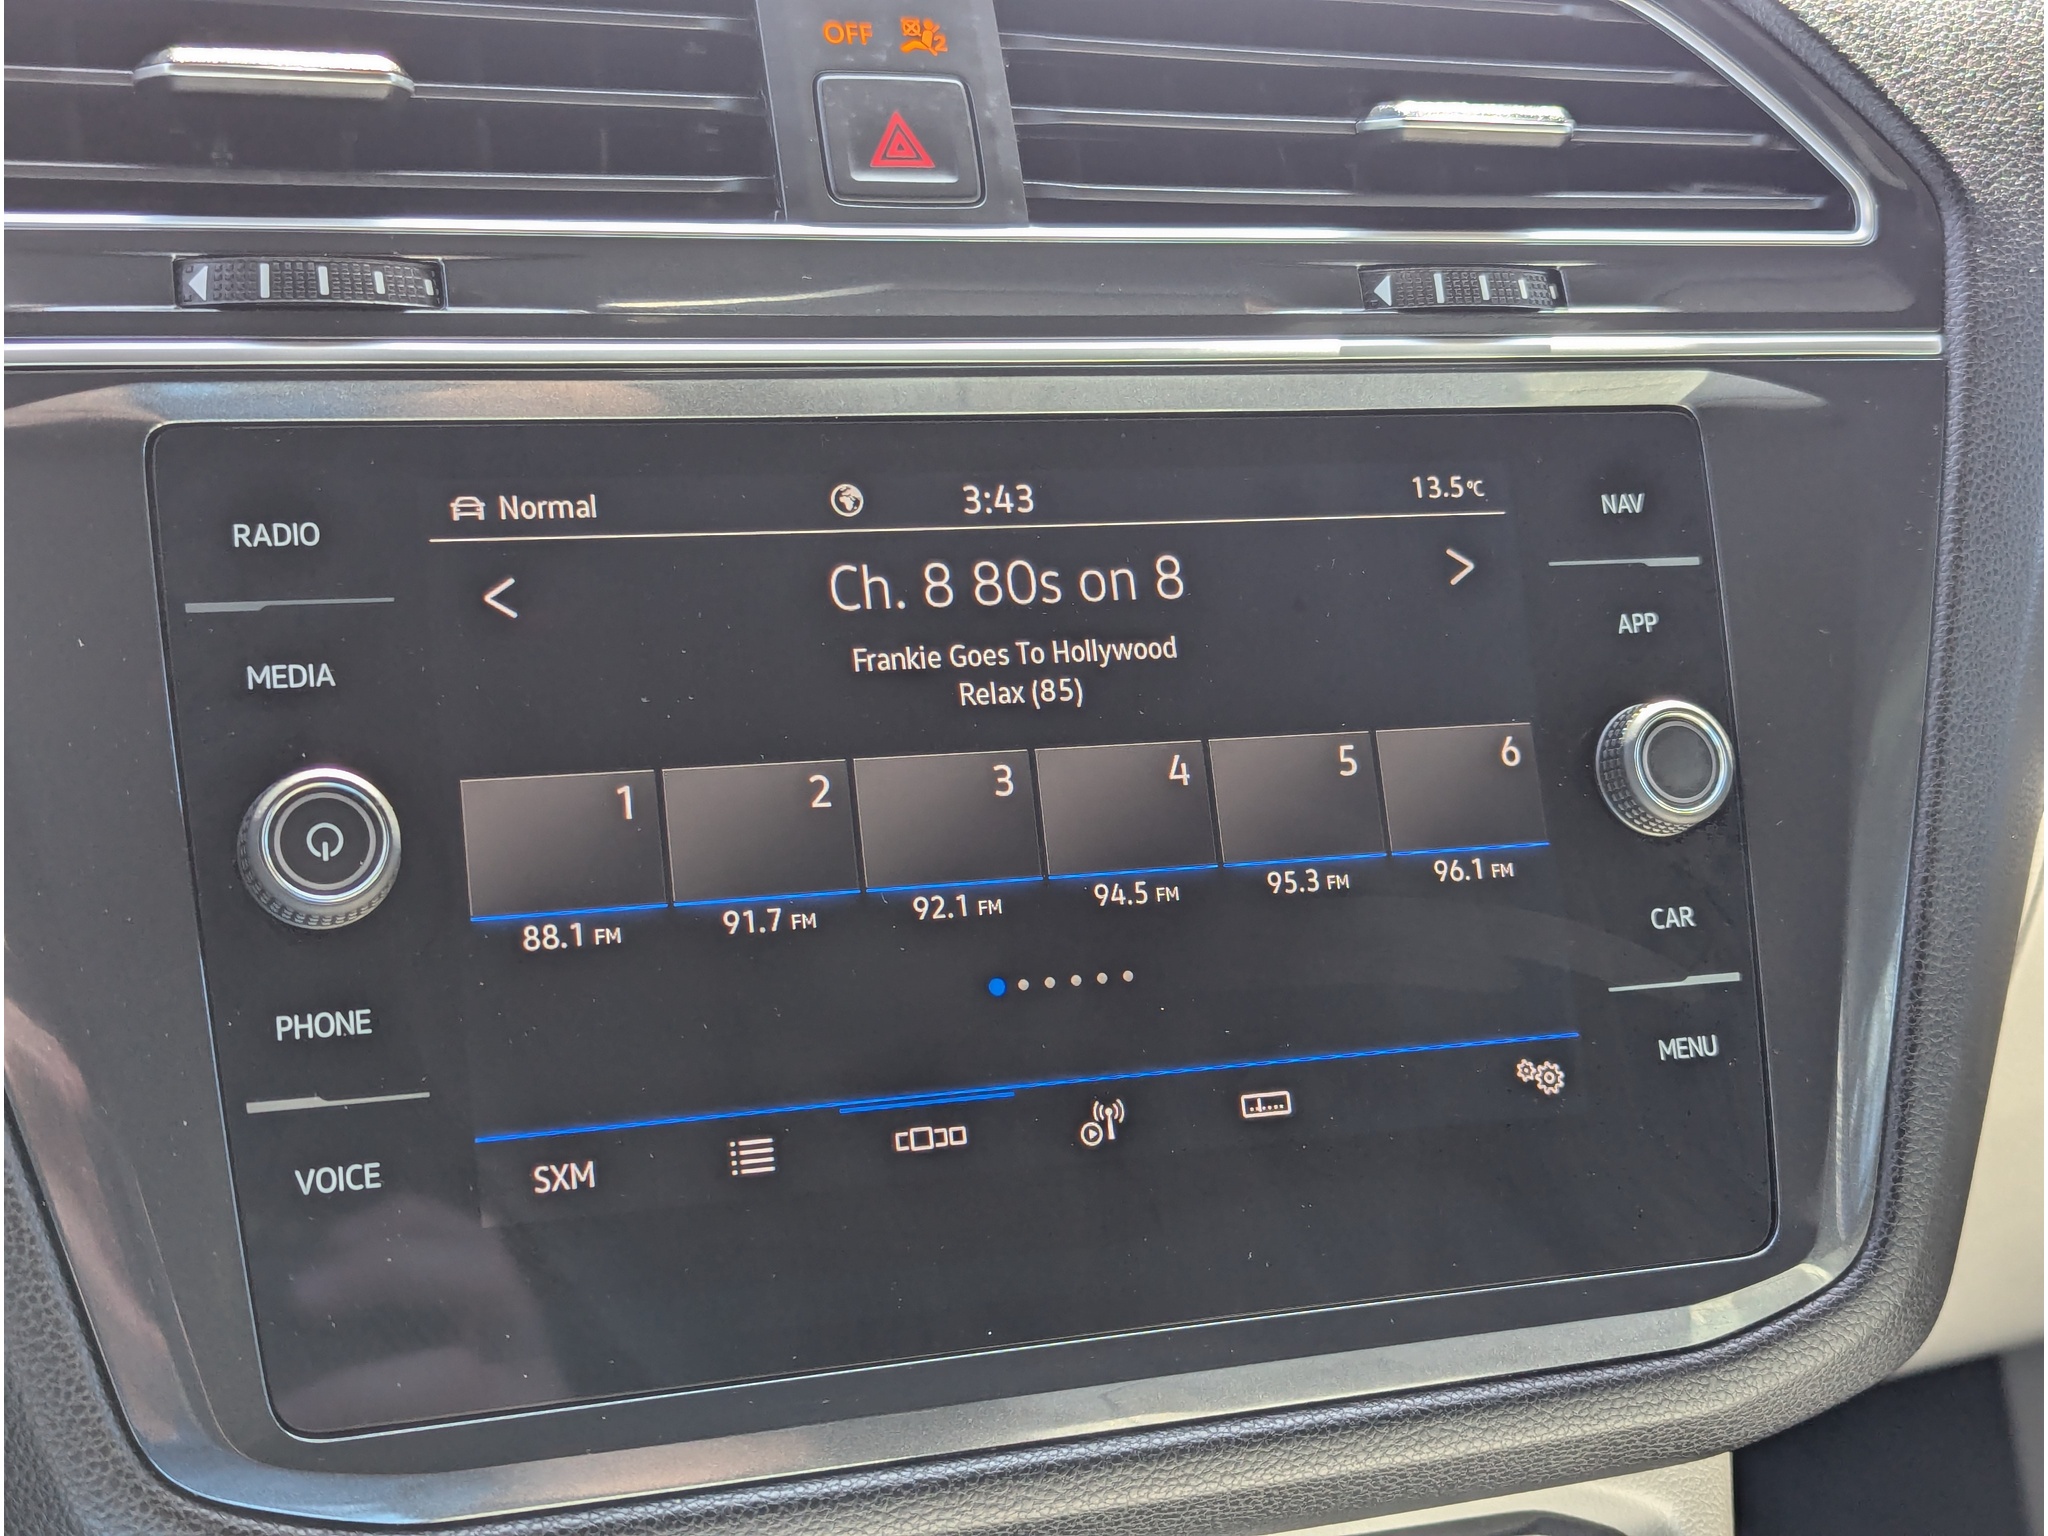 OFF 2
RADIO
MEDIA
PHONE
VOICE
Normal 3:43 13.5°C
< Ch. 8 80s on 8 >
Frankie Goes To Hollywood
Relax (85)
1 2 3 4 5 6
88.1 FM 91.7 FM 92.1 FM 94.5 FM 95.3 FM 96.1 FM
SXM
NAV
APP
CAR
MENU